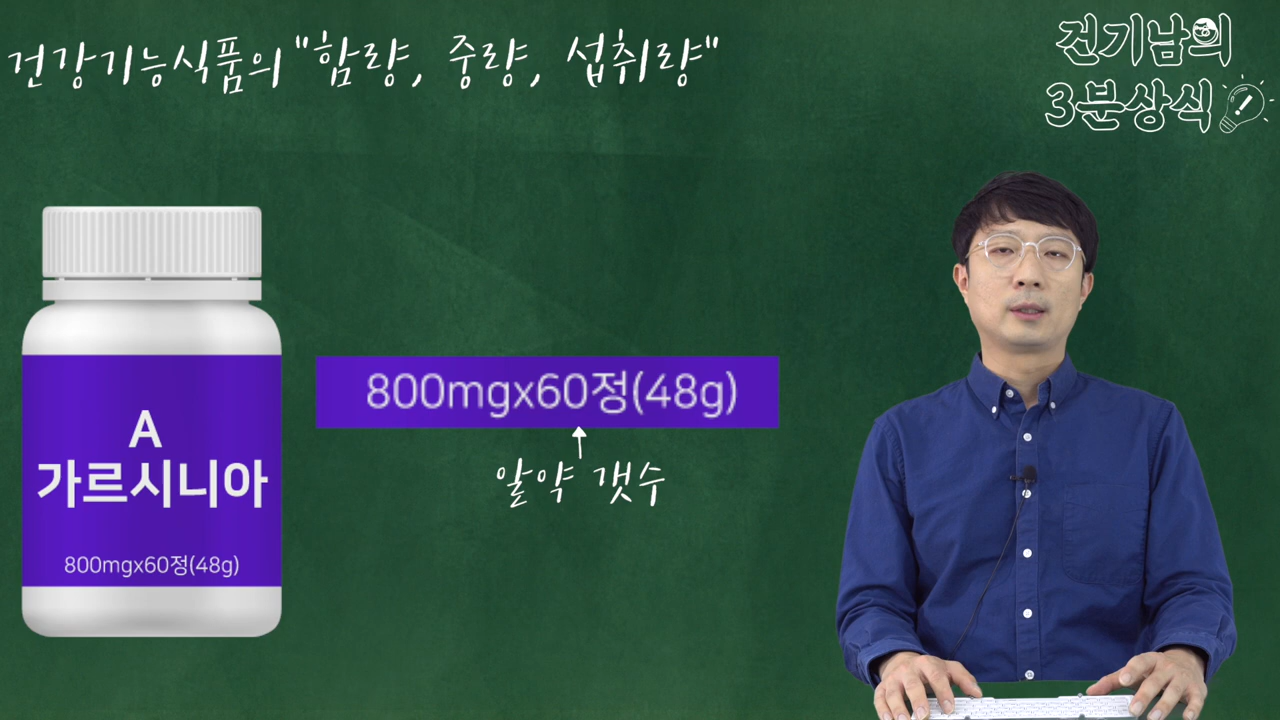 건강기능식품의 "함량, 중량, 섭취량"
건기남의
3분상식
800mgx60정(48g)
알약 갯수
A
가르시니아
800mgx60정(48g)